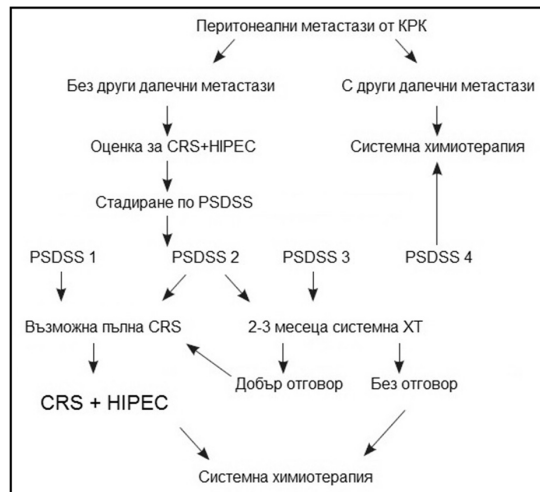 Перитонеални метастази от КРК
Без други далечни метастази
С други далечни метастази
Оценка за CRS+HIPEC
Системна химиотерапия
Стадиране по PSDSS
PSDSS 1
PSDSS 2
PSDSS 3
PSDSS 4
Възможна пълна CRS
2-3 месеца системна ХТ
Добър отговор
Без отговор
CRS + HIPEC
Системна химиотерапия